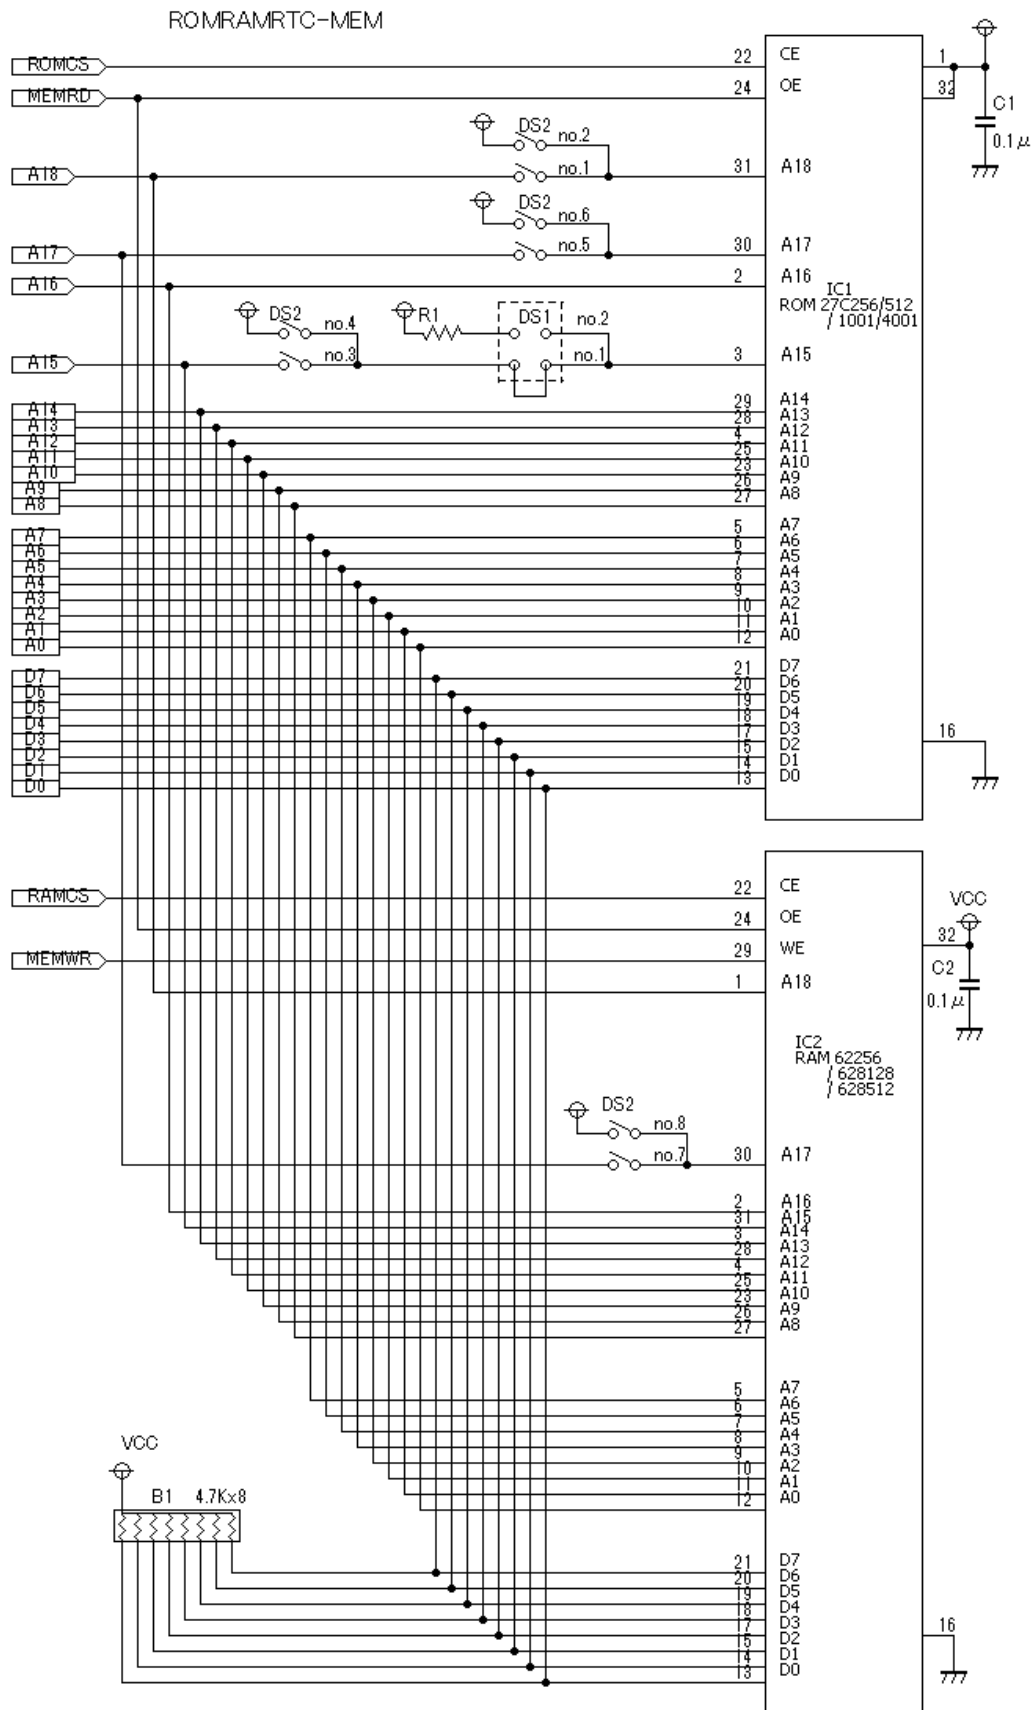 ROMRAMRTC-MEM
ROMCS 22 CE 1
MEMRD 24 OE 32
C1
0.1μ
DS2 no.2
A18 no.1 31 A18
DS2 no.6
A17 no.5 30 A17
A16 2 A16
IC1
ROM 27C256/512
/ 1001/4001
DS2 no.4 R1 DS1 no.2
A15 no.3 no.1 3 A15
A14 29 A14
A13 28 A13
A12 4 A12
A11 25 A11
A10 23 A10
A9 26 A9
A8 27 A8
A7 5 A7
A6 6 A6
A5 7 A5
A4 8 A4
A3 9 A3
A2 10 A2
A1 11 A1
A0 12 A0
D7 21 D7
D6 20 D6
D5 19 D5
D4 18 D4
D3 17 D3 16
D2 15 D2
D1 14 D1
D0 13 D0
RAMCS 22 CE VCC
24 OE 32
MEMWR 29 WE
1 A18 C2
0.1μ
IC2
RAM 62256
/ 628128
/ 628512
DS2 no.8
no.7 30 A17
2 A16
31 A15
3 A14
28 A13
4 A12
25 A11
23 A10
26 A9
27 A8
5 A7
6 A6
7 A5
8 A4
9 A3
10 A2
11 A1
12 A0
VCC
B1 4.7Kx8
21 D7
20 D6
19 D5
18 D4
17 D3 16
15 D2
14 D1
13 D0